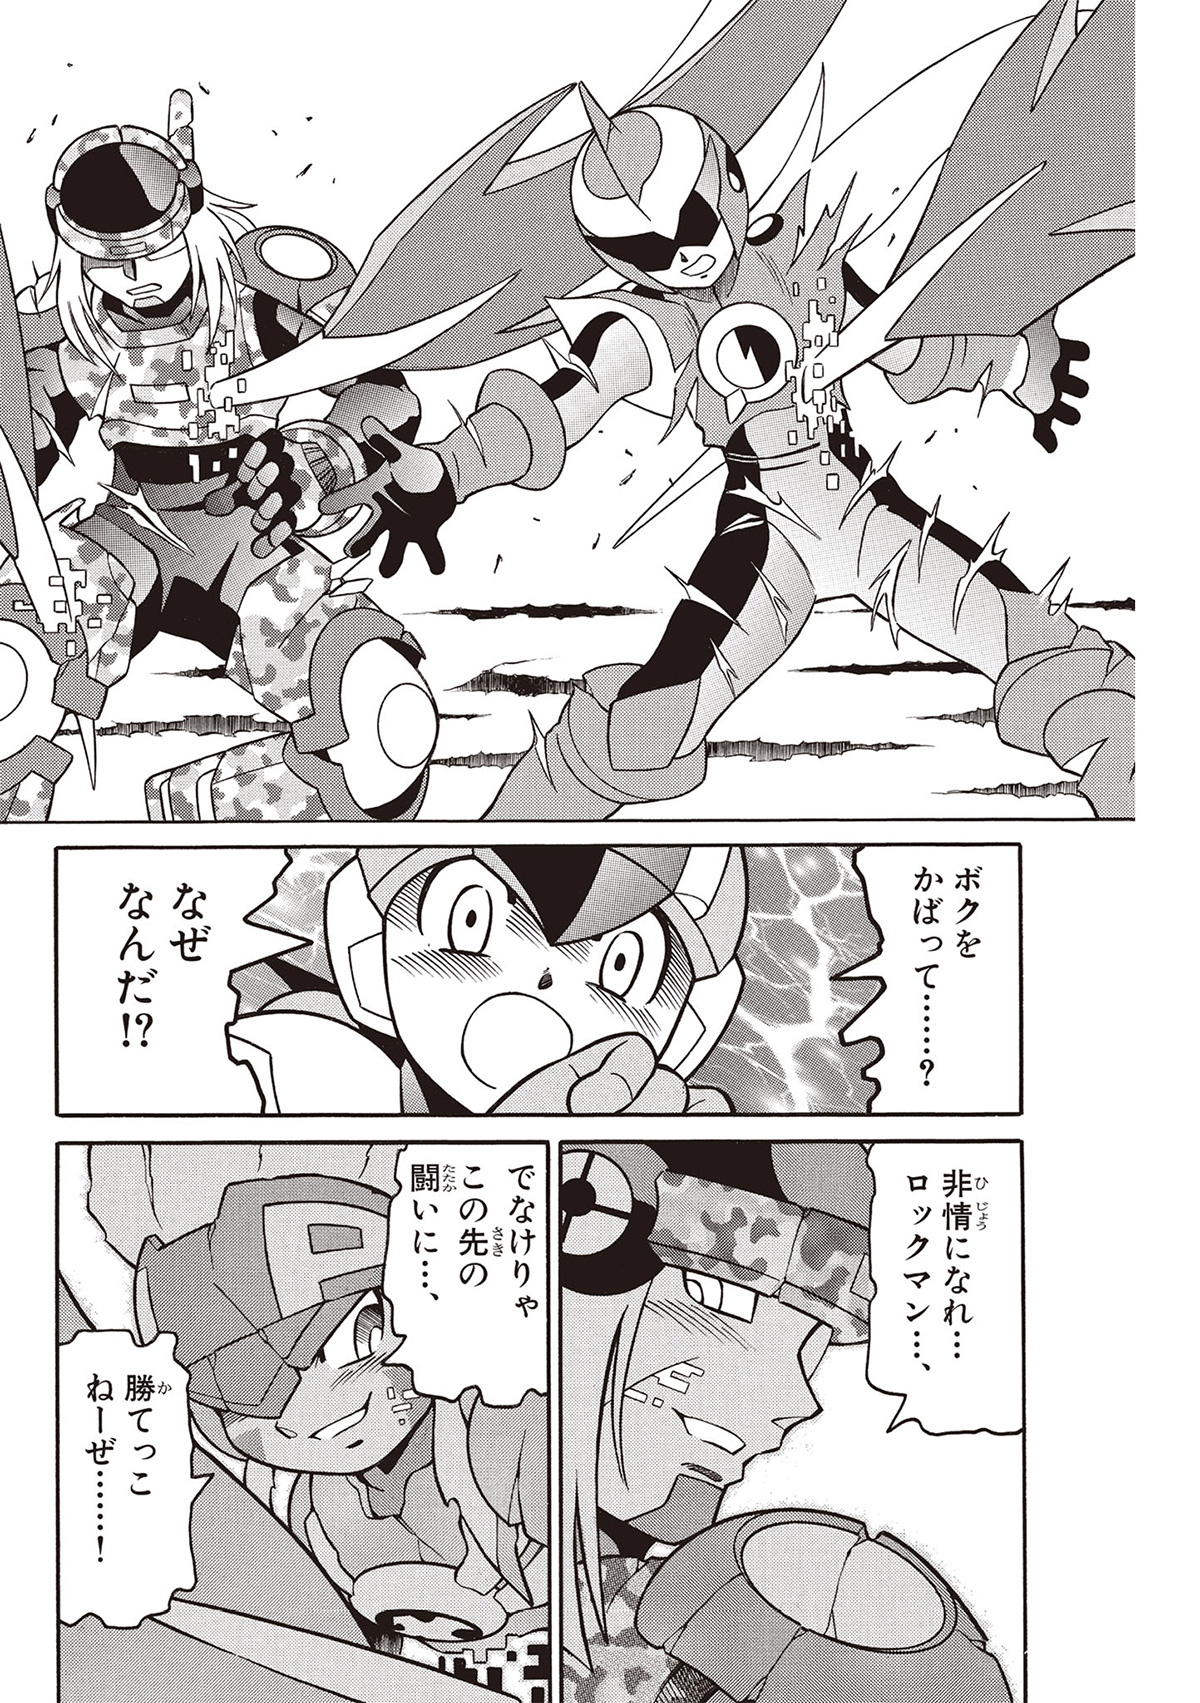 ボクを
かばって……？
なぜ
なんだ!?
非情になれ…
ロックマン…、
でなけりゃ
この先の
闘いに…、
勝てっこ
ねーぜ……！